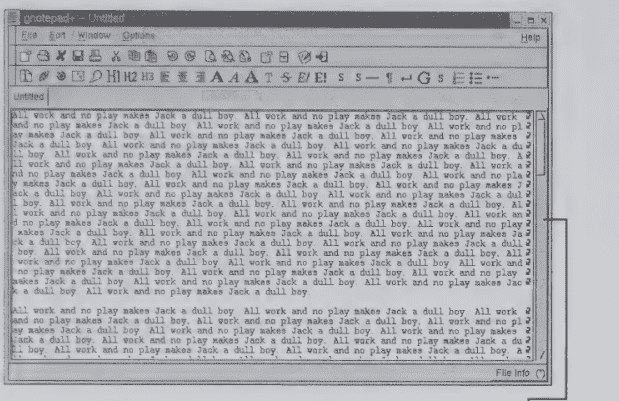 gnotepad+ - Untitled
File Edit Window Options Help
H1 H2 H3 A A A T S E/ E! S S ¶ G s
Untitled
All work and no play makes Jack a dull boy. All work and no play makes Jack a dull boy. All work
and no play makes Jack a dull boy. All work and no play makes Jack a dull boy. All work and no pl
ay makes Jack a dull boy. All work and no play makes Jack a dull boy. All work and no play makes
Jack a dull boy. All work and no play makes Jack a dull boy. All work and no play makes Jack a du
ll boy. All work and no play makes Jack a dull boy. All work and no play makes Jack a dull boy. A
ll work and no play makes Jack a dull boy. All work and no play makes Jack a dull boy. All work a
nd no play makes Jack a dull boy. All work and no play makes Jack a dull boy. All work and no pla
y makes Jack a dull boy. All work and no play makes Jack a dull boy. All work and no play makes J
ack a dull boy. All work and no play makes Jack a dull boy. All work and no play makes Jack a dul
l boy. All work and no play makes Jack a dull boy. All work and no play makes Jack a dull boy. Al
l work and no play makes Jack a dull boy. All work and no play makes Jack a dull boy. All work an
d no play makes Jack a dull boy. All work and no play makes Jack a dull boy. All work and no play
makes Jack a dull boy. All work and no play makes Jack a dull boy. All work and no play makes Ja
ck a dull boy. All work and no play makes Jack a dull boy. All work and no play makes Jack a dull
boy. All work and no play makes Jack a dull boy. All work and no play makes Jack a dull boy. All
work and no play makes Jack a dull boy. All work and no play makes Jack a dull boy. All work and
no play makes Jack a dull boy. All work and no play makes Jack a dull boy. All work and no play
makes Jack a dull boy. All work and no play makes Jack a dull boy. All work and no play makes Jac
k a dull boy. All work and no play makes Jack a dull boy.
All work and no play makes Jack a dull boy. All work and no play makes Jack a dull boy. All work
and no play makes Jack a dull boy. All work and no play makes Jack a dull boy. All work and no pl
ay makes Jack a dull boy. All work and no play makes Jack a dull boy. All work and no play makes
Jack a dull boy. All work and no play makes Jack a dull boy. All work and no play makes Jack a du
ll boy. All work and no play makes Jack a dull boy. All work and no play makes Jack a dull boy. A
File Info (*)